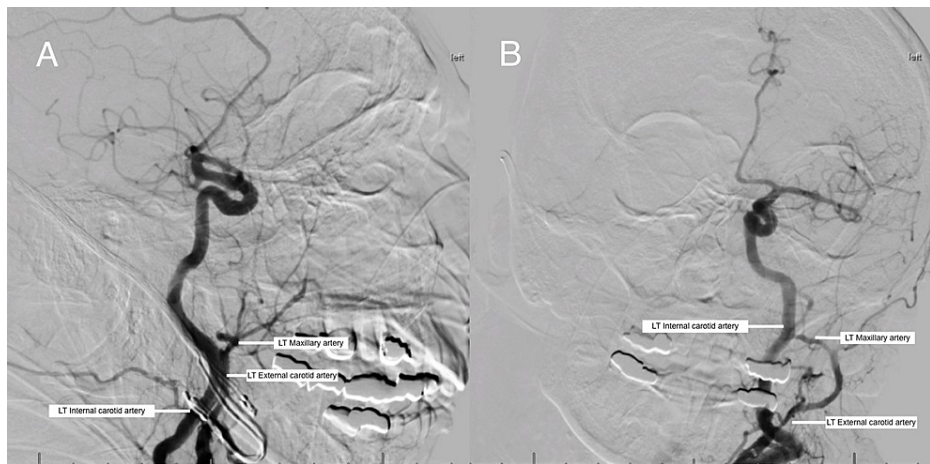 A
left
B
left
LT Internal carotid artery
LT Maxillary artery
LT Maxillary artery
LT External carotid artery
LT Internal carotid artery
LT External carotid artery